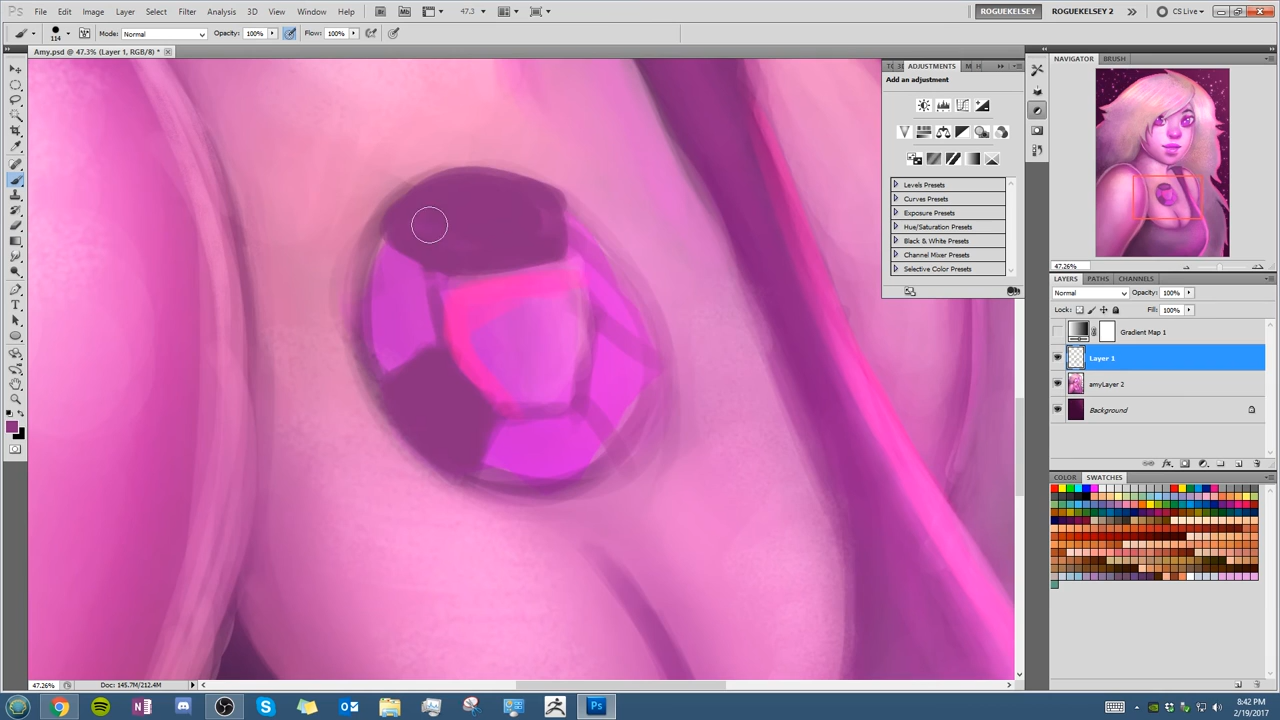 Ps File Edit Image Layer Select Filter Analysis 3D View Window Help Br Mb 47.3 ROGUEKELSEY ROGUEKELSEY 2 CS Live
114 Mode: Normal Opacity: 100% Flow: 100%
Amy.psd @ 47.3% (Layer 1, RGB/8) *
ADJUSTMENTS
Add an adjustment
Levels Presets
Curves Presets
Exposure Presets
Hue/Saturation Presets
Black & White Presets
Channel Mixer Presets
Selective Color Presets
NAVIGATOR BRUSH
47.26%
LAYERS PATHS CHANNELS
Normal Opacity: 100%
Lock: Fill: 100%
Gradient Map 1
Layer 1
amyLayer 2
Background
COLOR SWATCHES
47.26% Doc: 145.7M/212.4M
8:42 PM
2/19/2017